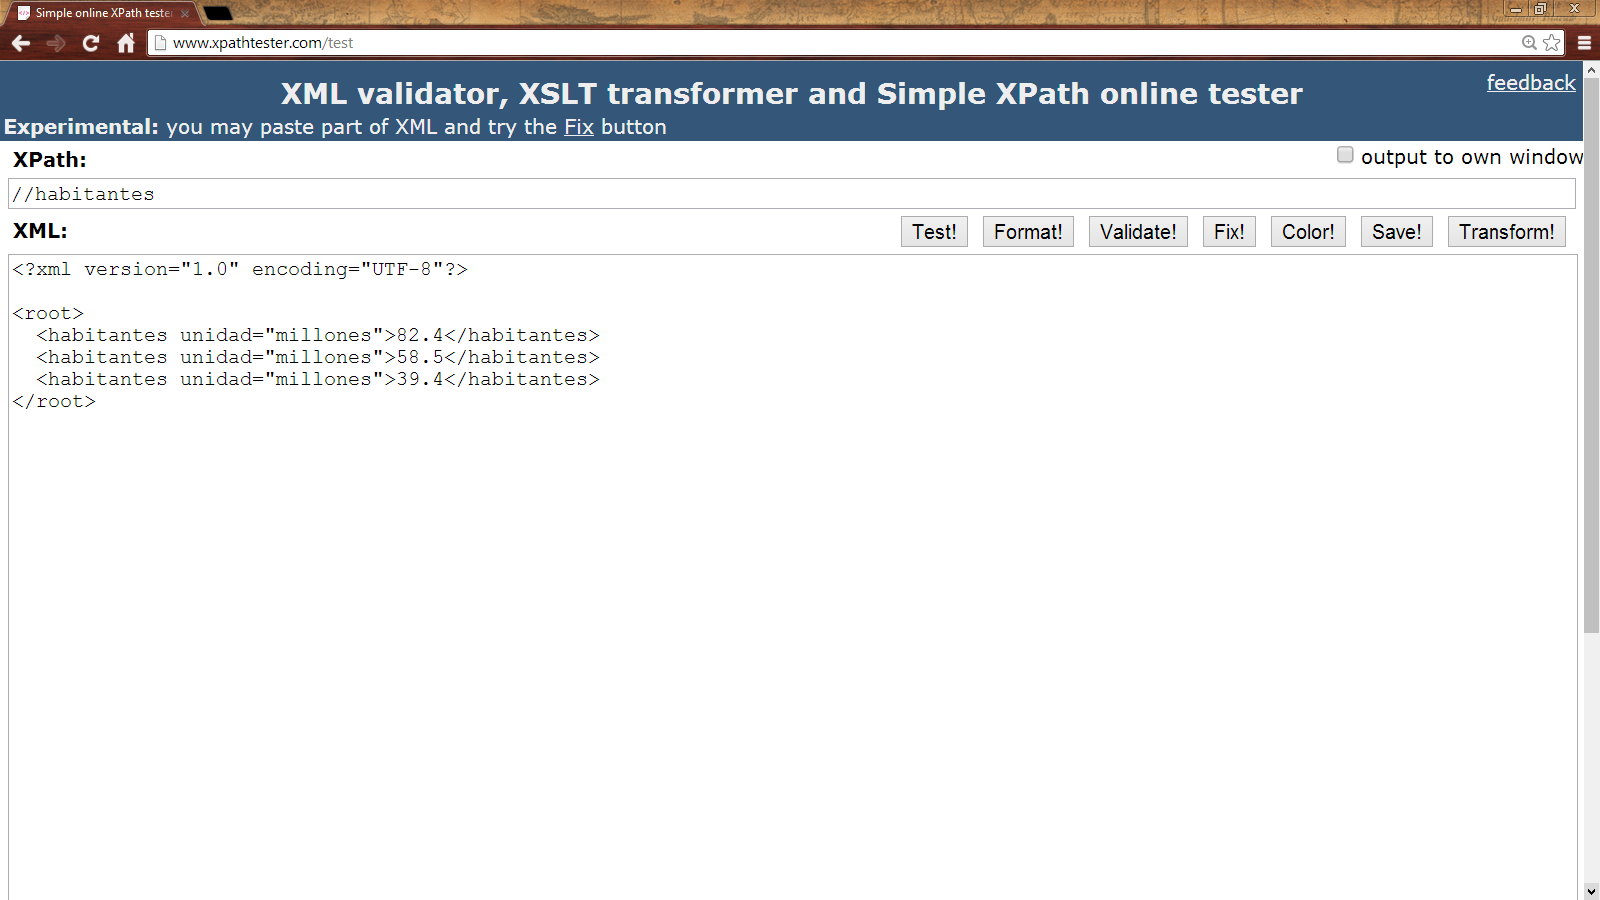 Simple online XPath teste
www.xpathtester.com/test
feedback
XML validator, XSLT transformer and Simple XPath online tester
Experimental: you may paste part of XML and try the Fix button
XPath:
output to own window
//habitantes
XML:
Test! Format! Validate! Fix! Color! Save! Transform!
<?xml version="1.0" encoding="UTF-8"?>
<root>
<habitantes unidad="millones">82.4</habitantes>
<habitantes unidad="millones">58.5</habitantes>
<habitantes unidad="millones">39.4</habitantes>
</root>